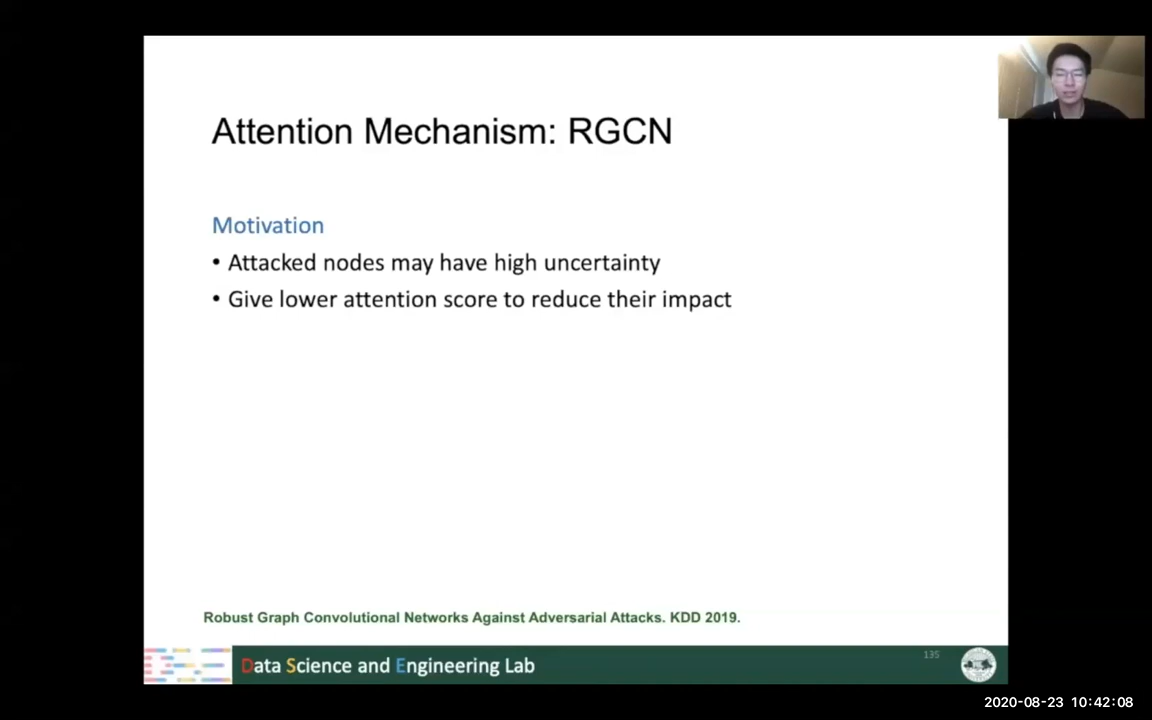 Attention Mechanism: RGCN
Motivation
• Attacked nodes may have high uncertainty
• Give lower attention score to reduce their impact
Robust Graph Convolutional Networks Against Adversarial Attacks. KDD 2019.
Data Science and Engineering Lab
135
2020-08-23 10:42:08